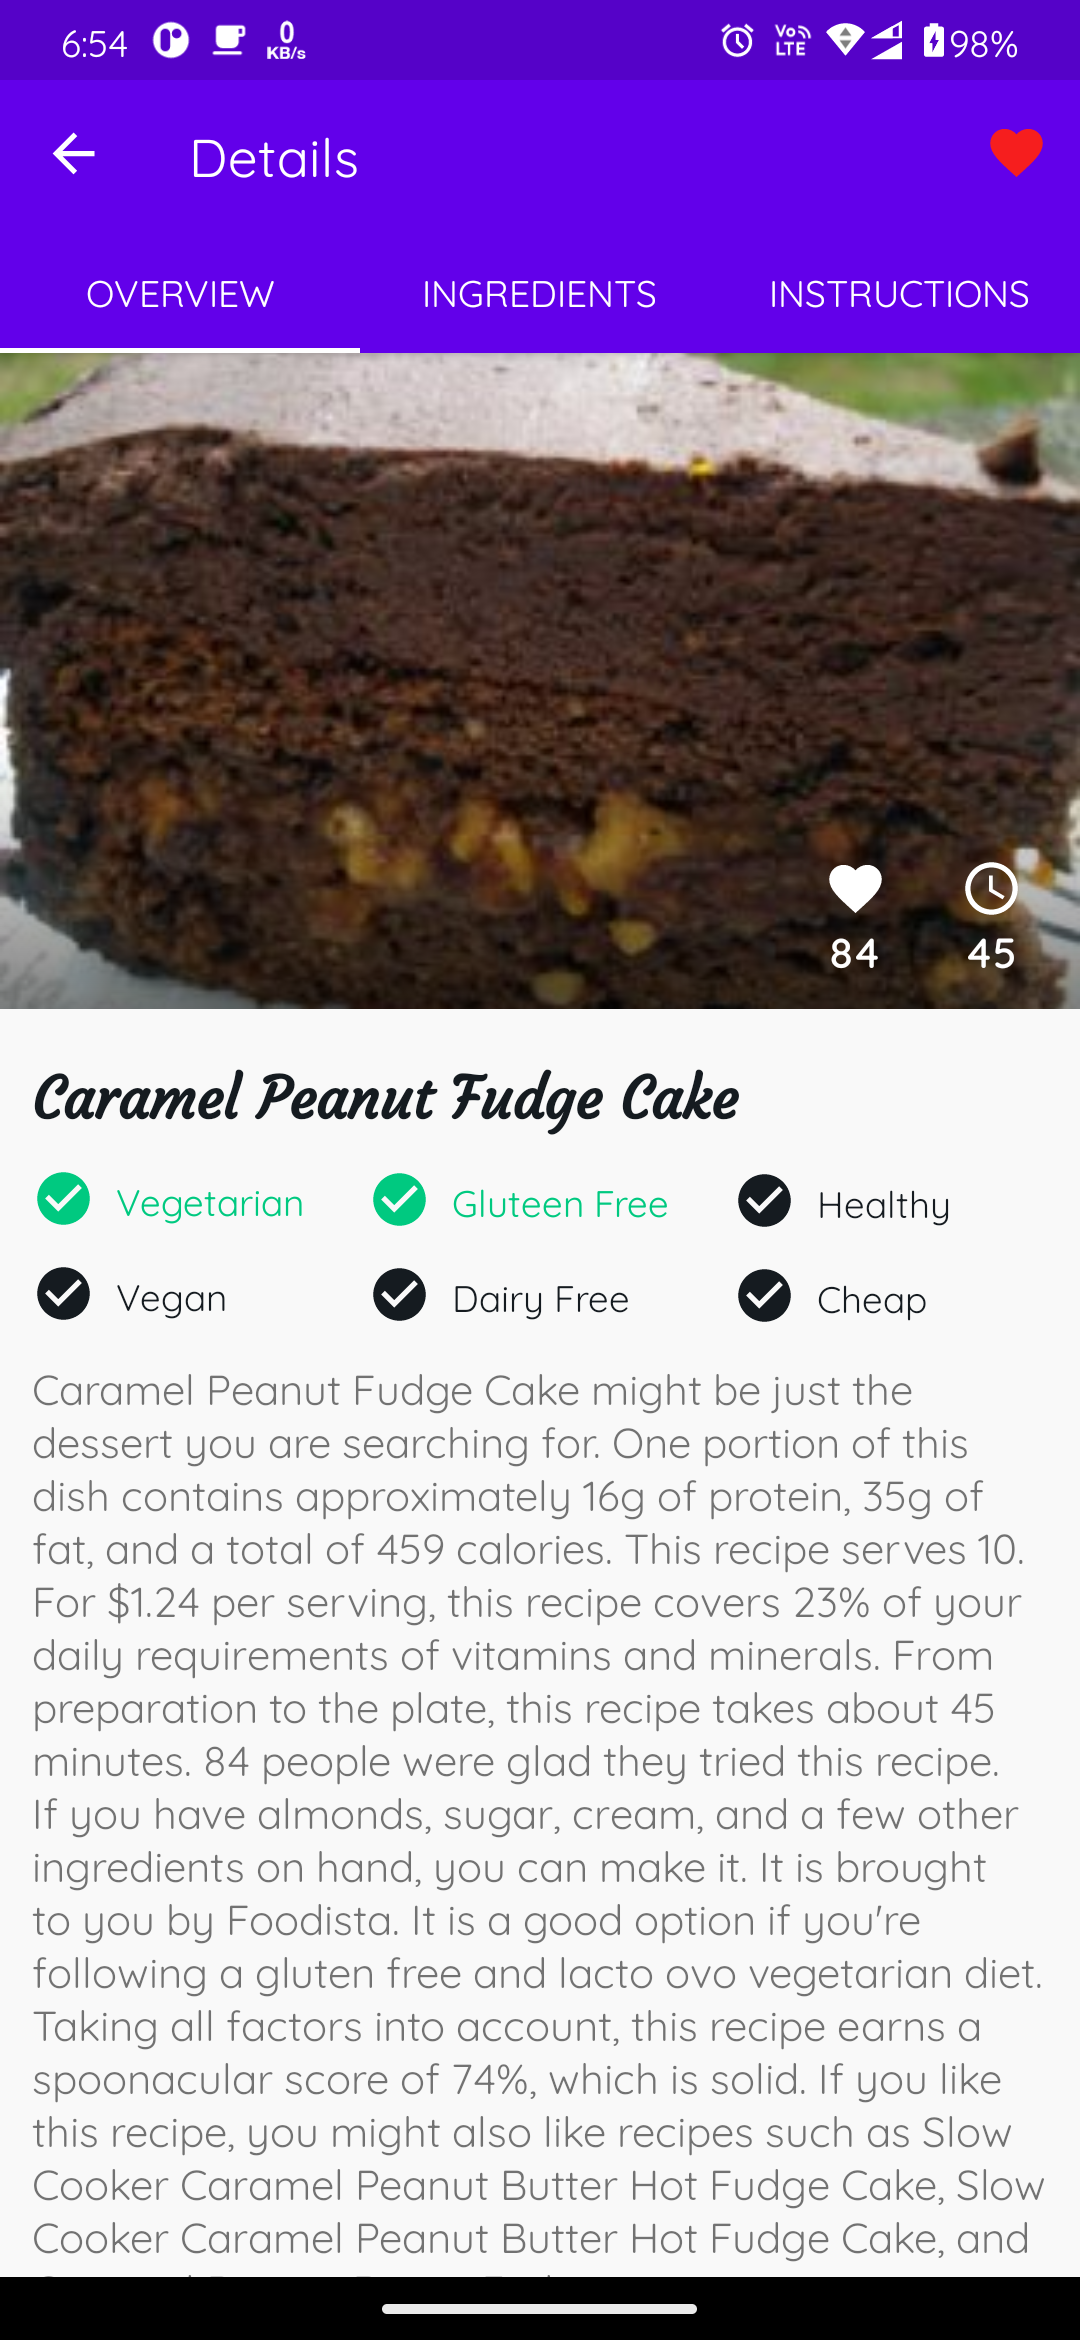 6:54
0
KB/s
Vo
LTE
98%
Details
OVERVIEW
INGREDIENTS
INSTRUCTIONS
84
45
Caramel Peanut Fudge Cake
Vegetarian
Gluteen Free
Healthy
Vegan
Dairy Free
Cheap
Caramel Peanut Fudge Cake might be just the
dessert you are searching for. One portion of this
dish contains approximately 16g of protein, 35g of
fat, and a total of 459 calories. This recipe serves 10.
For $1.24 per serving, this recipe covers 23% of your
daily requirements of vitamins and minerals. From
preparation to the plate, this recipe takes about 45
minutes. 84 people were glad they tried this recipe.
If you have almonds, sugar, cream, and a few other
ingredients on hand, you can make it. It is brought
to you by Foodista. It is a good option if you're
following a gluten free and lacto ovo vegetarian diet.
Taking all factors into account, this recipe earns a
spoonacular score of 74%, which is solid. If you like
this recipe, you might also like recipes such as Slow
Cooker Caramel Peanut Butter Hot Fudge Cake, Slow
Cooker Caramel Peanut Butter Hot Fudge Cake, and